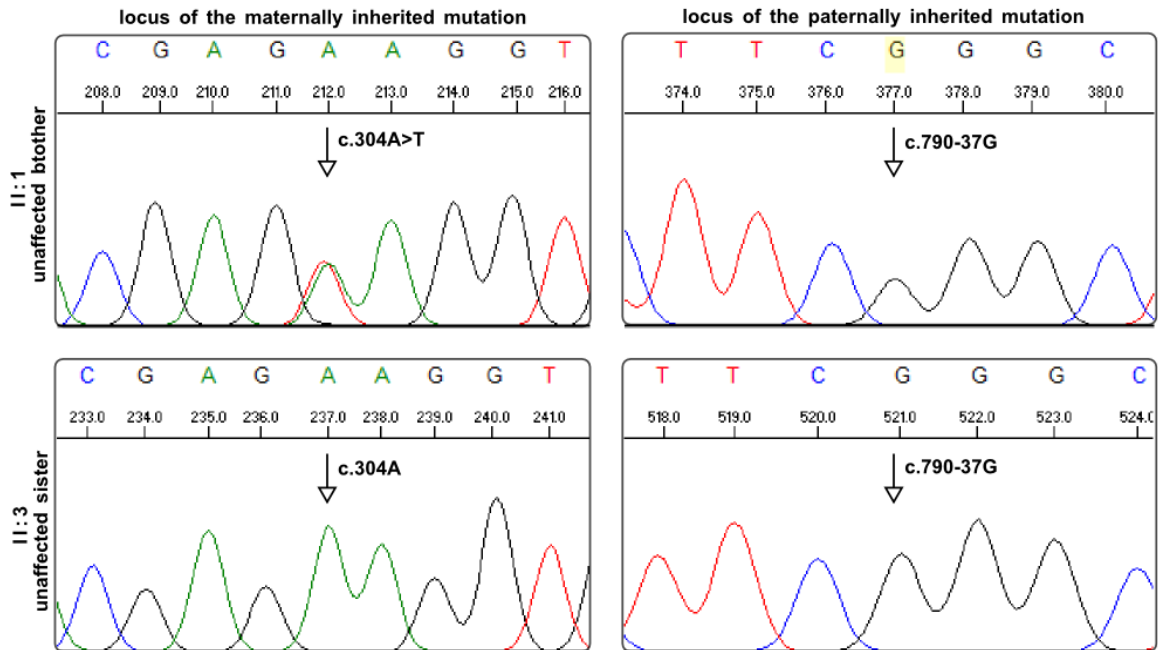 locus of the maternally inherited mutation
locus of the paternally inherited mutation
II:1
unaffected btother
C G A G A A G G T
208.0 209.0 210.0 211.0 212.0 213.0 214.0 215.0 216.0
c.304A>T
T T C G G G C
374.0 375.0 376.0 377.0 378.0 379.0 380.0
c.790-37G
II:3
unaffected sister
C G A G A A G G T
233.0 234.0 235.0 236.0 237.0 238.0 239.0 240.0 241.0
c.304A
T T C G G G C
518.0 519.0 520.0 521.0 522.0 523.0 524.0
c.790-37G